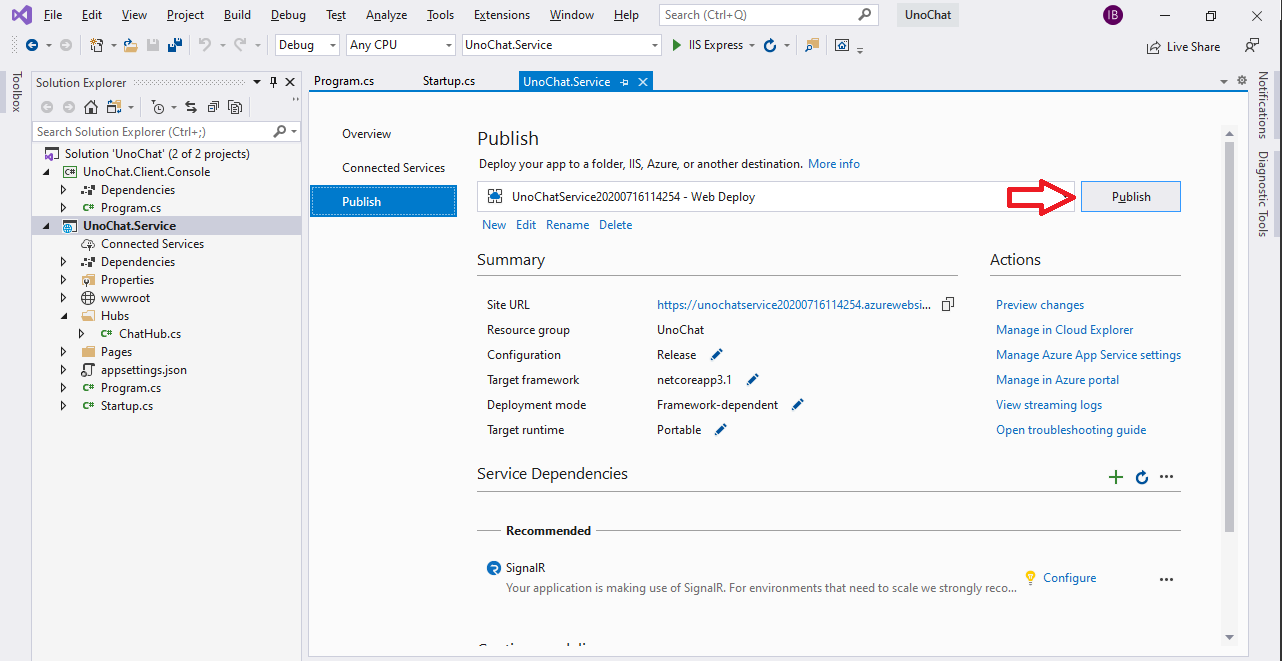 File Edit View Project Build Debug Test Analyze Tools Extensions Window Help Search (Ctrl+Q) UnoChat IB
Debug Any CPU UnoChat.Service IIS Express Live Share
Toolbox
Solution Explorer
Search Solution Explorer (Ctrl+;)
Solution 'UnoChat' (2 of 2 projects)
UnoChat.Client.Console
Dependencies
C# Program.cs
UnoChat.Service
Connected Services
Dependencies
Properties
wwwroot
Hubs
C# ChatHub.cs
Pages
appsettings.json
C# Program.cs
C# Startup.cs
Program.cs Startup.cs UnoChat.Service
Overview
Connected Services
Publish
Publish
Deploy your app to a folder, IIS, Azure, or another destination. More info
UnoChatService20200716114254 - Web Deploy Publish
New Edit Rename Delete
Summary
Site URL https://unochatservice20200716114254.azurewebsi...
Resource group UnoChat
Configuration Release
Target framework netcoreapp3.1
Deployment mode Framework-dependent
Target runtime Portable
Actions
Preview changes
Manage in Cloud Explorer
Manage Azure App Service settings
Manage in Azure portal
View streaming logs
Open troubleshooting guide
Service Dependencies
Recommended
SignalR
Your application is making use of SignalR. For environments that need to scale we strongly reco...
Configure
Notifications
Diagnostic Tools